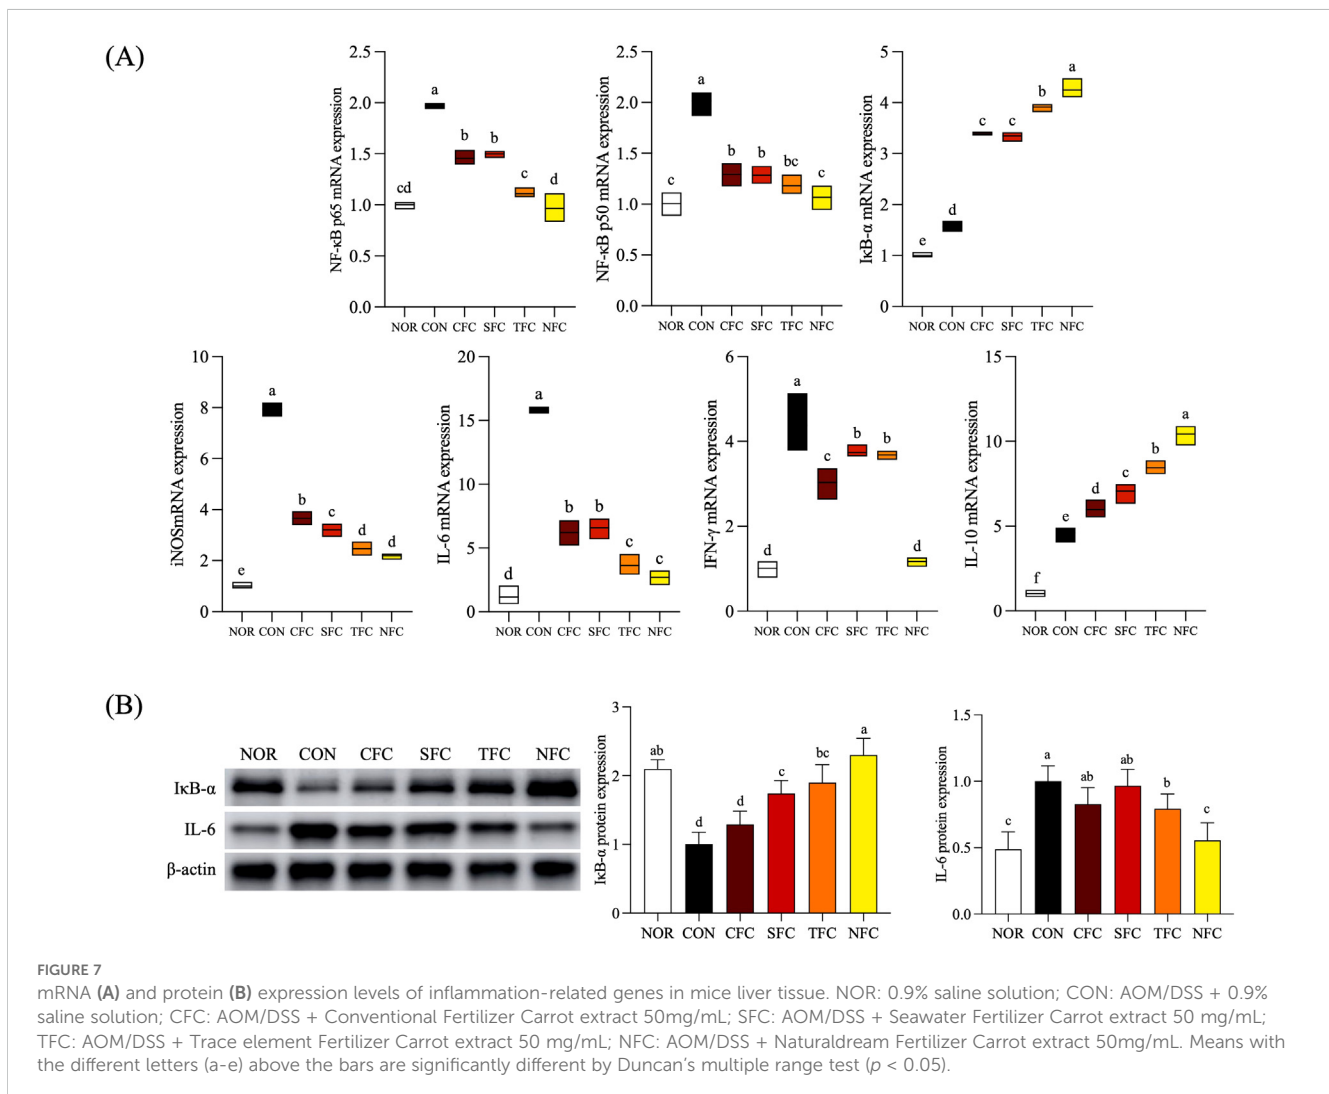 (A)
NF-κB p65 mRNA expression
2.5
2.0
1.5
1.0
0.5
0.0
cd
a
b
b
c
d
NOR CON CFC SFC TFC NFC
NF-κB p50 mRNA expression
2.5
2.0
1.5
1.0
0.5
0.0
c
a
b
b
bc
c
NOR CON CFC SFC TFC NFC
IκB-α mRNA expression
5
4
3
2
1
0
e
d
c
c
b
a
NOR CON CFC SFC TFC NFC
iNOSmRNA expression
10
8
6
4
2
0
e
a
b
c
d
d
NOR CON CFC SFC TFC NFC
IL-6 mRNA expression
20
15
10
5
0
d
a
b
b
c
c
NOR CON CFC SFC TFC NFC
IFN-γ mRNA expression
6
4
2
0
d
a
c
b
b
d
NOR CON CFC SFC TFC NFC
IL-10 mRNA expression
15
10
5
0
f
e
d
c
b
a
NOR CON CFC SFC TFC NFC
(B)
NOR CON CFC SFC TFC NFC
IκB-α
IL-6
β-actin
IκB-α protein expression
3
2
1
0
ab
d
d
c
bc
a
NOR CON CFC SFC TFC NFC
IL-6 protein expression
1.5
1.0
0.5
0.0
c
a
ab
ab
b
c
NOR CON CFC SFC TFC NFC
FIGURE 7
mRNA (A) and protein (B) expression levels of inflammation-related genes in mice liver tissue. NOR: 0.9% saline solution; CON: AOM/DSS + 0.9%
saline solution; CFC: AOM/DSS + Conventional Fertilizer Carrot extract 50mg/mL; SFC: AOM/DSS + Seawater Fertilizer Carrot extract 50 mg/mL;
TFC: AOM/DSS + Trace element Fertilizer Carrot extract 50 mg/mL; NFC: AOM/DSS + Naturaldream Fertilizer Carrot extract 50mg/mL. Means with
the different letters (a-e) above the bars are significantly different by Duncan's multiple range test (p < 0.05).